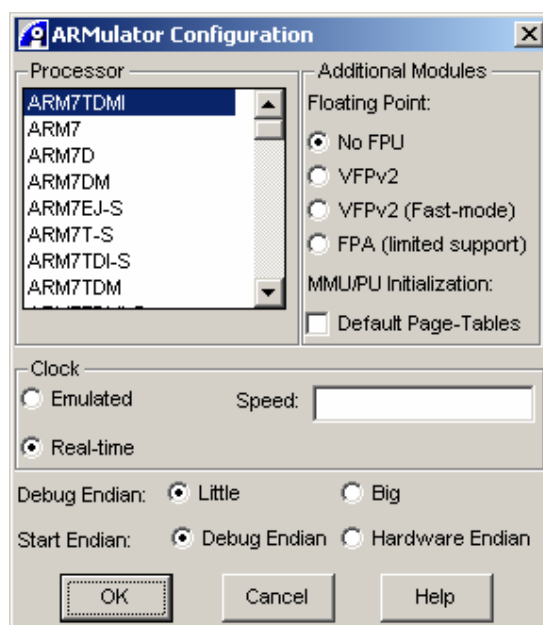 ARMulator Configuration
Processor
ARM7TDMI
ARM7
ARM7D
ARM7DM
ARM7EJ-S
ARM7T-S
ARM7TDI-S
ARM7TDM
Additional Modules
Floating Point:
No FPU
VFPv2
VFPv2 (Fast-mode)
FPA (limited support)
MMU/PU Initialization:
Default Page-Tables
Clock
Emulated
Speed:
Real-time
Debug Endian: Little Big
Start Endian: Debug Endian Hardware Endian
OK Cancel Help